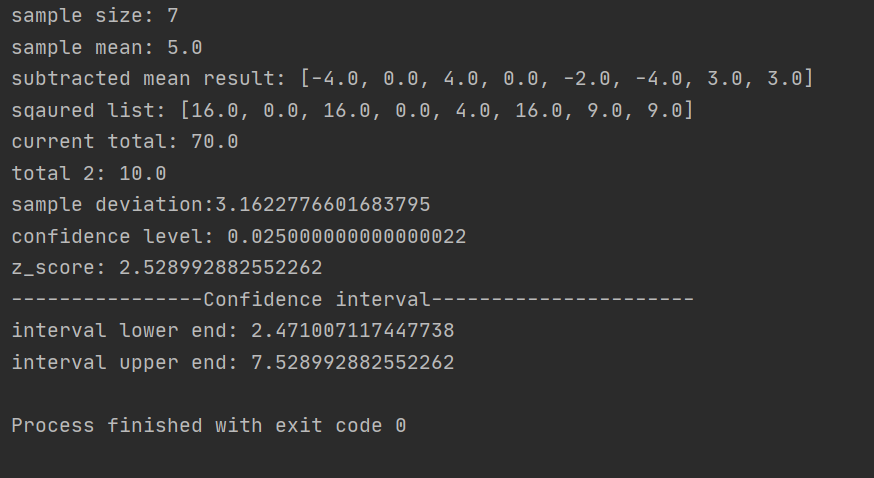 sample size: 7
sample mean: 5.0
subtracted mean result: [-4.0, 0.0, 4.0, 0.0, -2.0, -4.0, 3.0, 3.0]
sqaured list: [16.0, 0.0, 16.0, 0.0, 4.0, 16.0, 9.0, 9.0]
current total: 70.0
total 2: 10.0
sample deviation:3.1622776601683795
confidence level: 0.025000000000000022
z_score: 2.528992882552262
----------------Confidence interval----------------------
interval lower end: 2.471007117447738
interval upper end: 7.528992882552262
Process finished with exit code 0